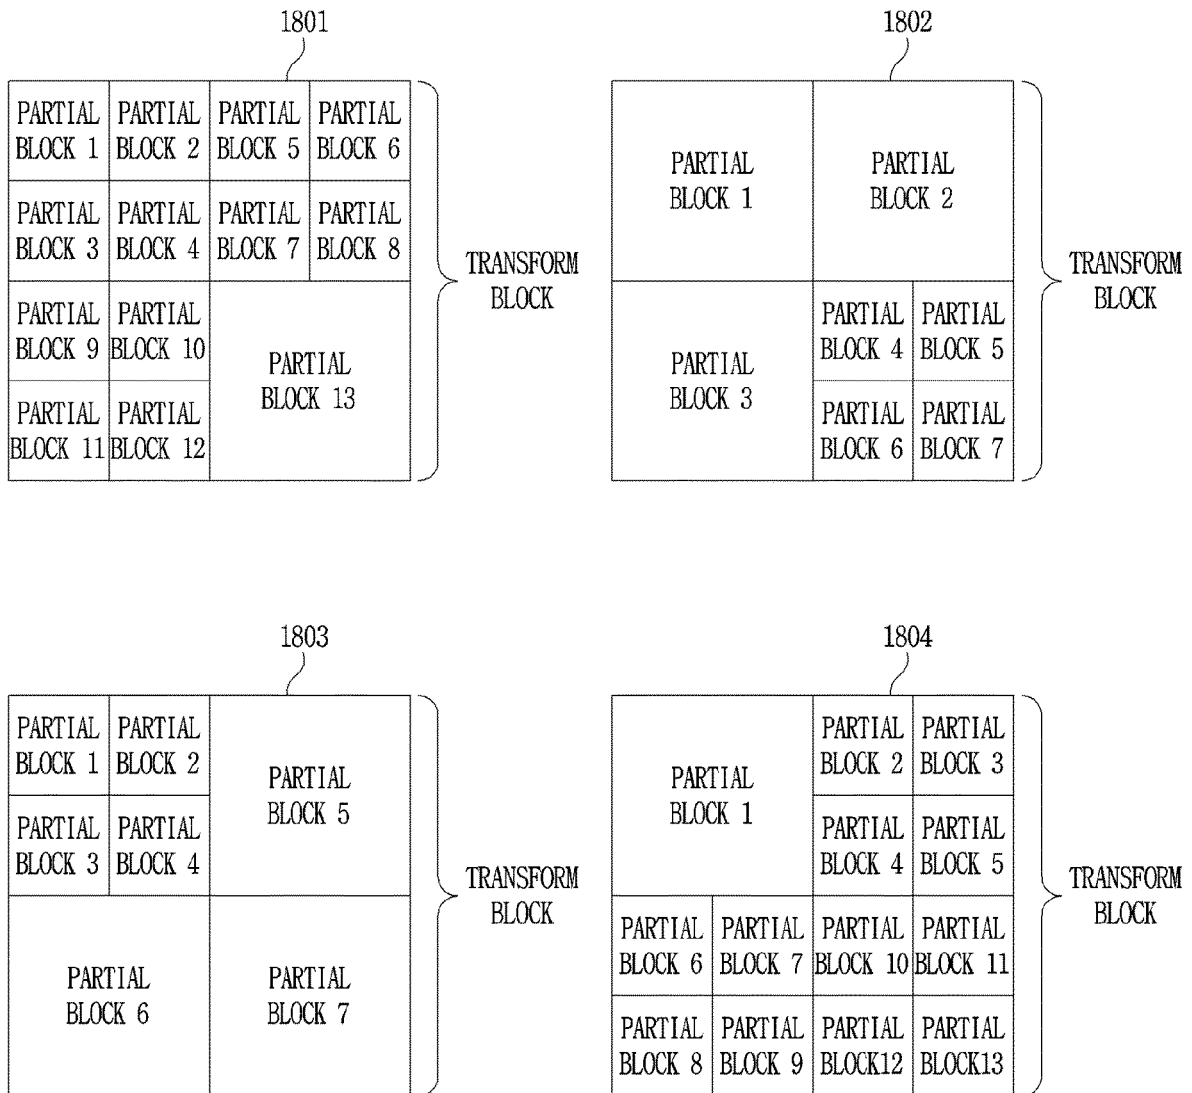 1801
PARTIAL PARTIAL PARTIAL PARTIAL
BLOCK 1 BLOCK 2 BLOCK 5 BLOCK 6
PARTIAL PARTIAL PARTIAL PARTIAL
BLOCK 3 BLOCK 4 BLOCK 7 BLOCK 8
PARTIAL PARTIAL
BLOCK 9 BLOCK 10
PARTIAL
BLOCK 13
PARTIAL PARTIAL
BLOCK 11 BLOCK 12
TRANSFORM
BLOCK
1802
PARTIAL
BLOCK 1
PARTIAL
BLOCK 2
PARTIAL
BLOCK 3
PARTIAL PARTIAL
BLOCK 4 BLOCK 5
PARTIAL PARTIAL
BLOCK 6 BLOCK 7
TRANSFORM
BLOCK
1803
PARTIAL PARTIAL
BLOCK 1 BLOCK 2
PARTIAL PARTIAL
BLOCK 3 BLOCK 4
PARTIAL
BLOCK 5
PARTIAL
BLOCK 6
PARTIAL
BLOCK 7
TRANSFORM
BLOCK
1804
PARTIAL
BLOCK 1
PARTIAL PARTIAL
BLOCK 2 BLOCK 3
PARTIAL PARTIAL
BLOCK 4 BLOCK 5
PARTIAL PARTIAL PARTIAL PARTIAL
BLOCK 6 BLOCK 7 BLOCK 10 BLOCK 11
PARTIAL PARTIAL PARTIAL PARTIAL
BLOCK 8 BLOCK 9 BLOCK12 BLOCK13
TRANSFORM
BLOCK